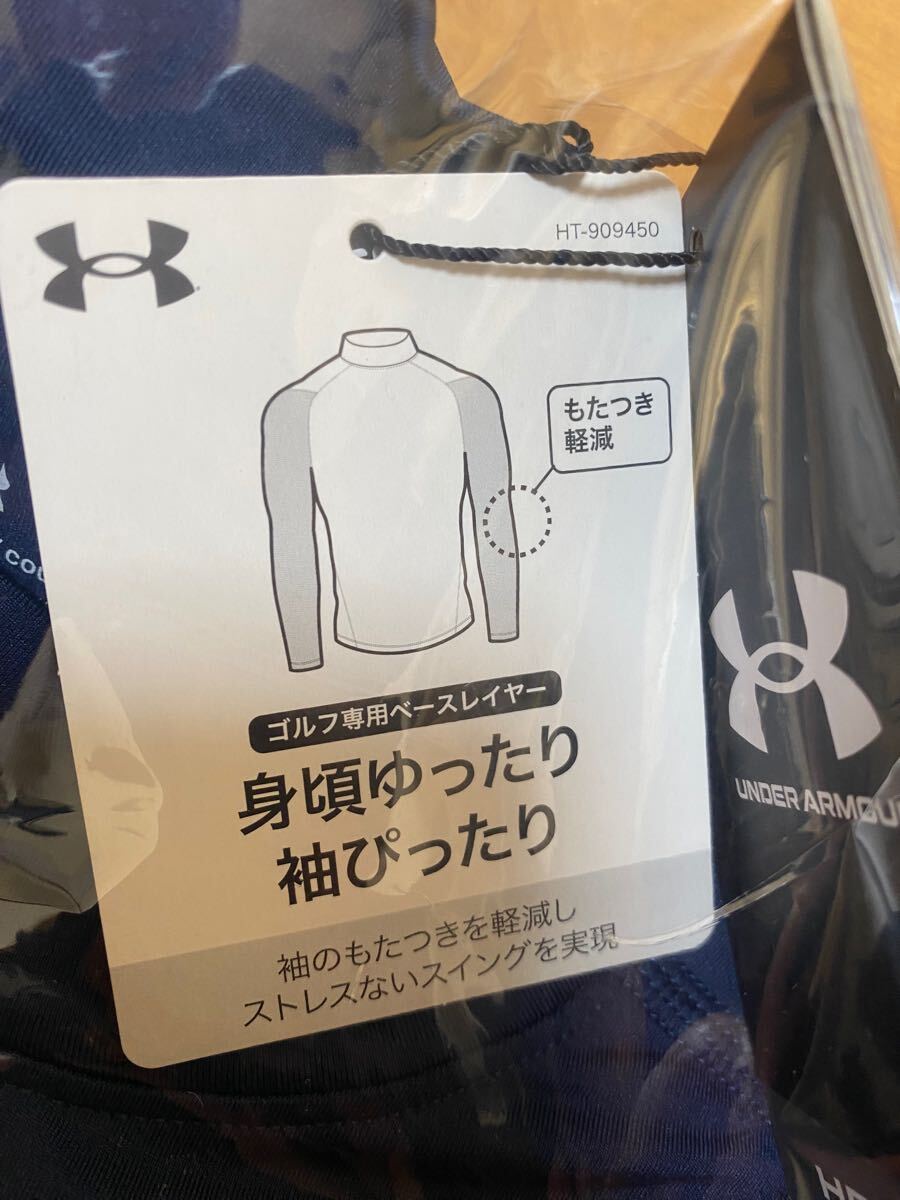 HT-909450
もたつき
軽減
ゴルフ専用ベースレイヤー
身頃ゆったり
袖ぴったり
袖のもたつきを軽減し
ストレスないスイングを実現
UNDER ARMOU